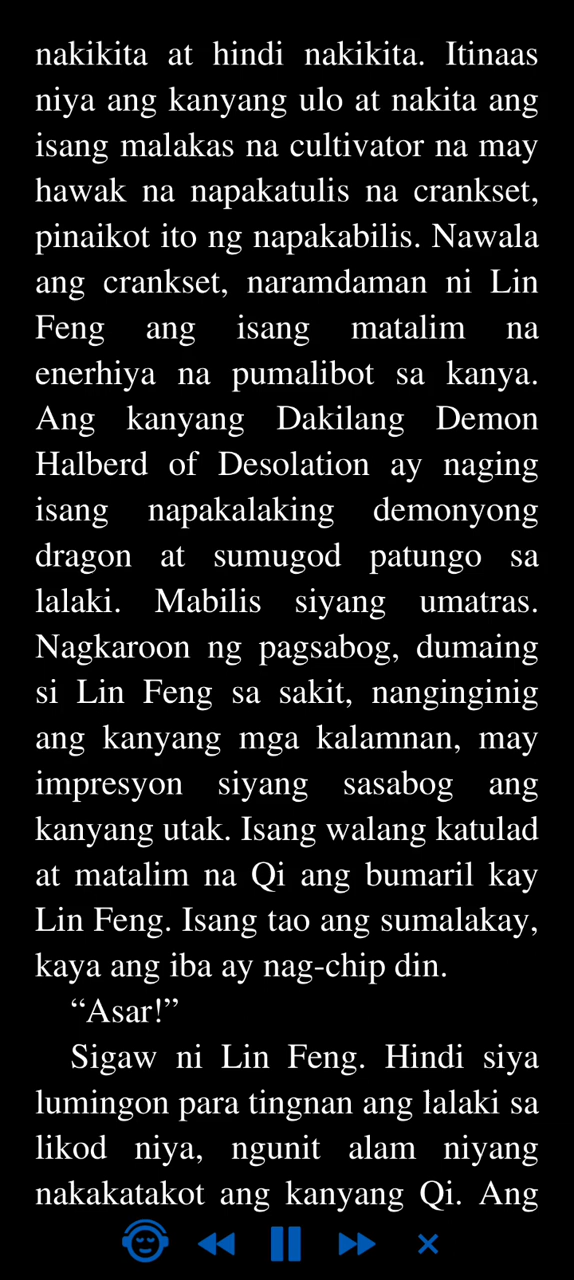 nakikita at hindi nakikita. Itinaas
niya ang kanyang ulo at nakita ang
isang malakas na cultivator na may
hawak na napakatulis na crankset,
pinaikot ito ng napakabilis. Nawala
ang crankset, naramdaman ni Lin
Feng ang isang matalim na
enerhiya na pumalibot sa kanya.
Ang kanyang Dakilang Demon
Halberd of Desolation ay naging
isang napakalaking demonyong
dragon at sumugod patungo sa
lalaki. Mabilis siyang umatras.
Nagkaroon ng pagsabog, dumaing
si Lin Feng sa sakit, nanginginig
ang kanyang mga kalamnan, may
impresyon siyang sasabog ang
kanyang utak. Isang walang katulad
at matalim na Qi ang bumaril kay
Lin Feng. Isang tao ang sumalakay,
kaya ang iba ay nag-chip din.
“Asar!”
Sigaw ni Lin Feng. Hindi siya
lumingon para tingnan ang lalaki sa
likod niya, ngunit alam niyang
nakakatakot ang kanyang Qi. Ang